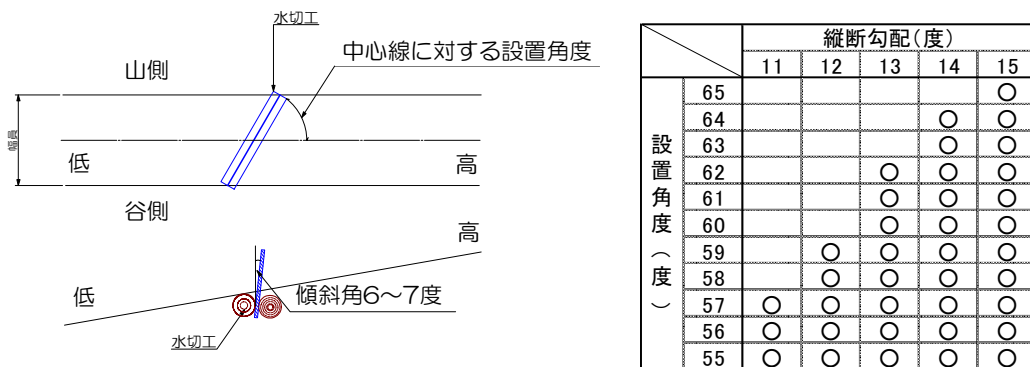 水切工
中心線に対する設置角度
山側
幅員
低
高
谷側
高
低
傾斜角6～7度
水切工
縦断勾配(度)
11 12 13 14 15
設置角度(度)
65 ○
64 ○ ○
63 ○ ○
62 ○ ○ ○
61 ○ ○ ○
60 ○ ○ ○
59 ○ ○ ○ ○
58 ○ ○ ○ ○
57 ○ ○ ○ ○ ○
56 ○ ○ ○ ○ ○
55 ○ ○ ○ ○ ○